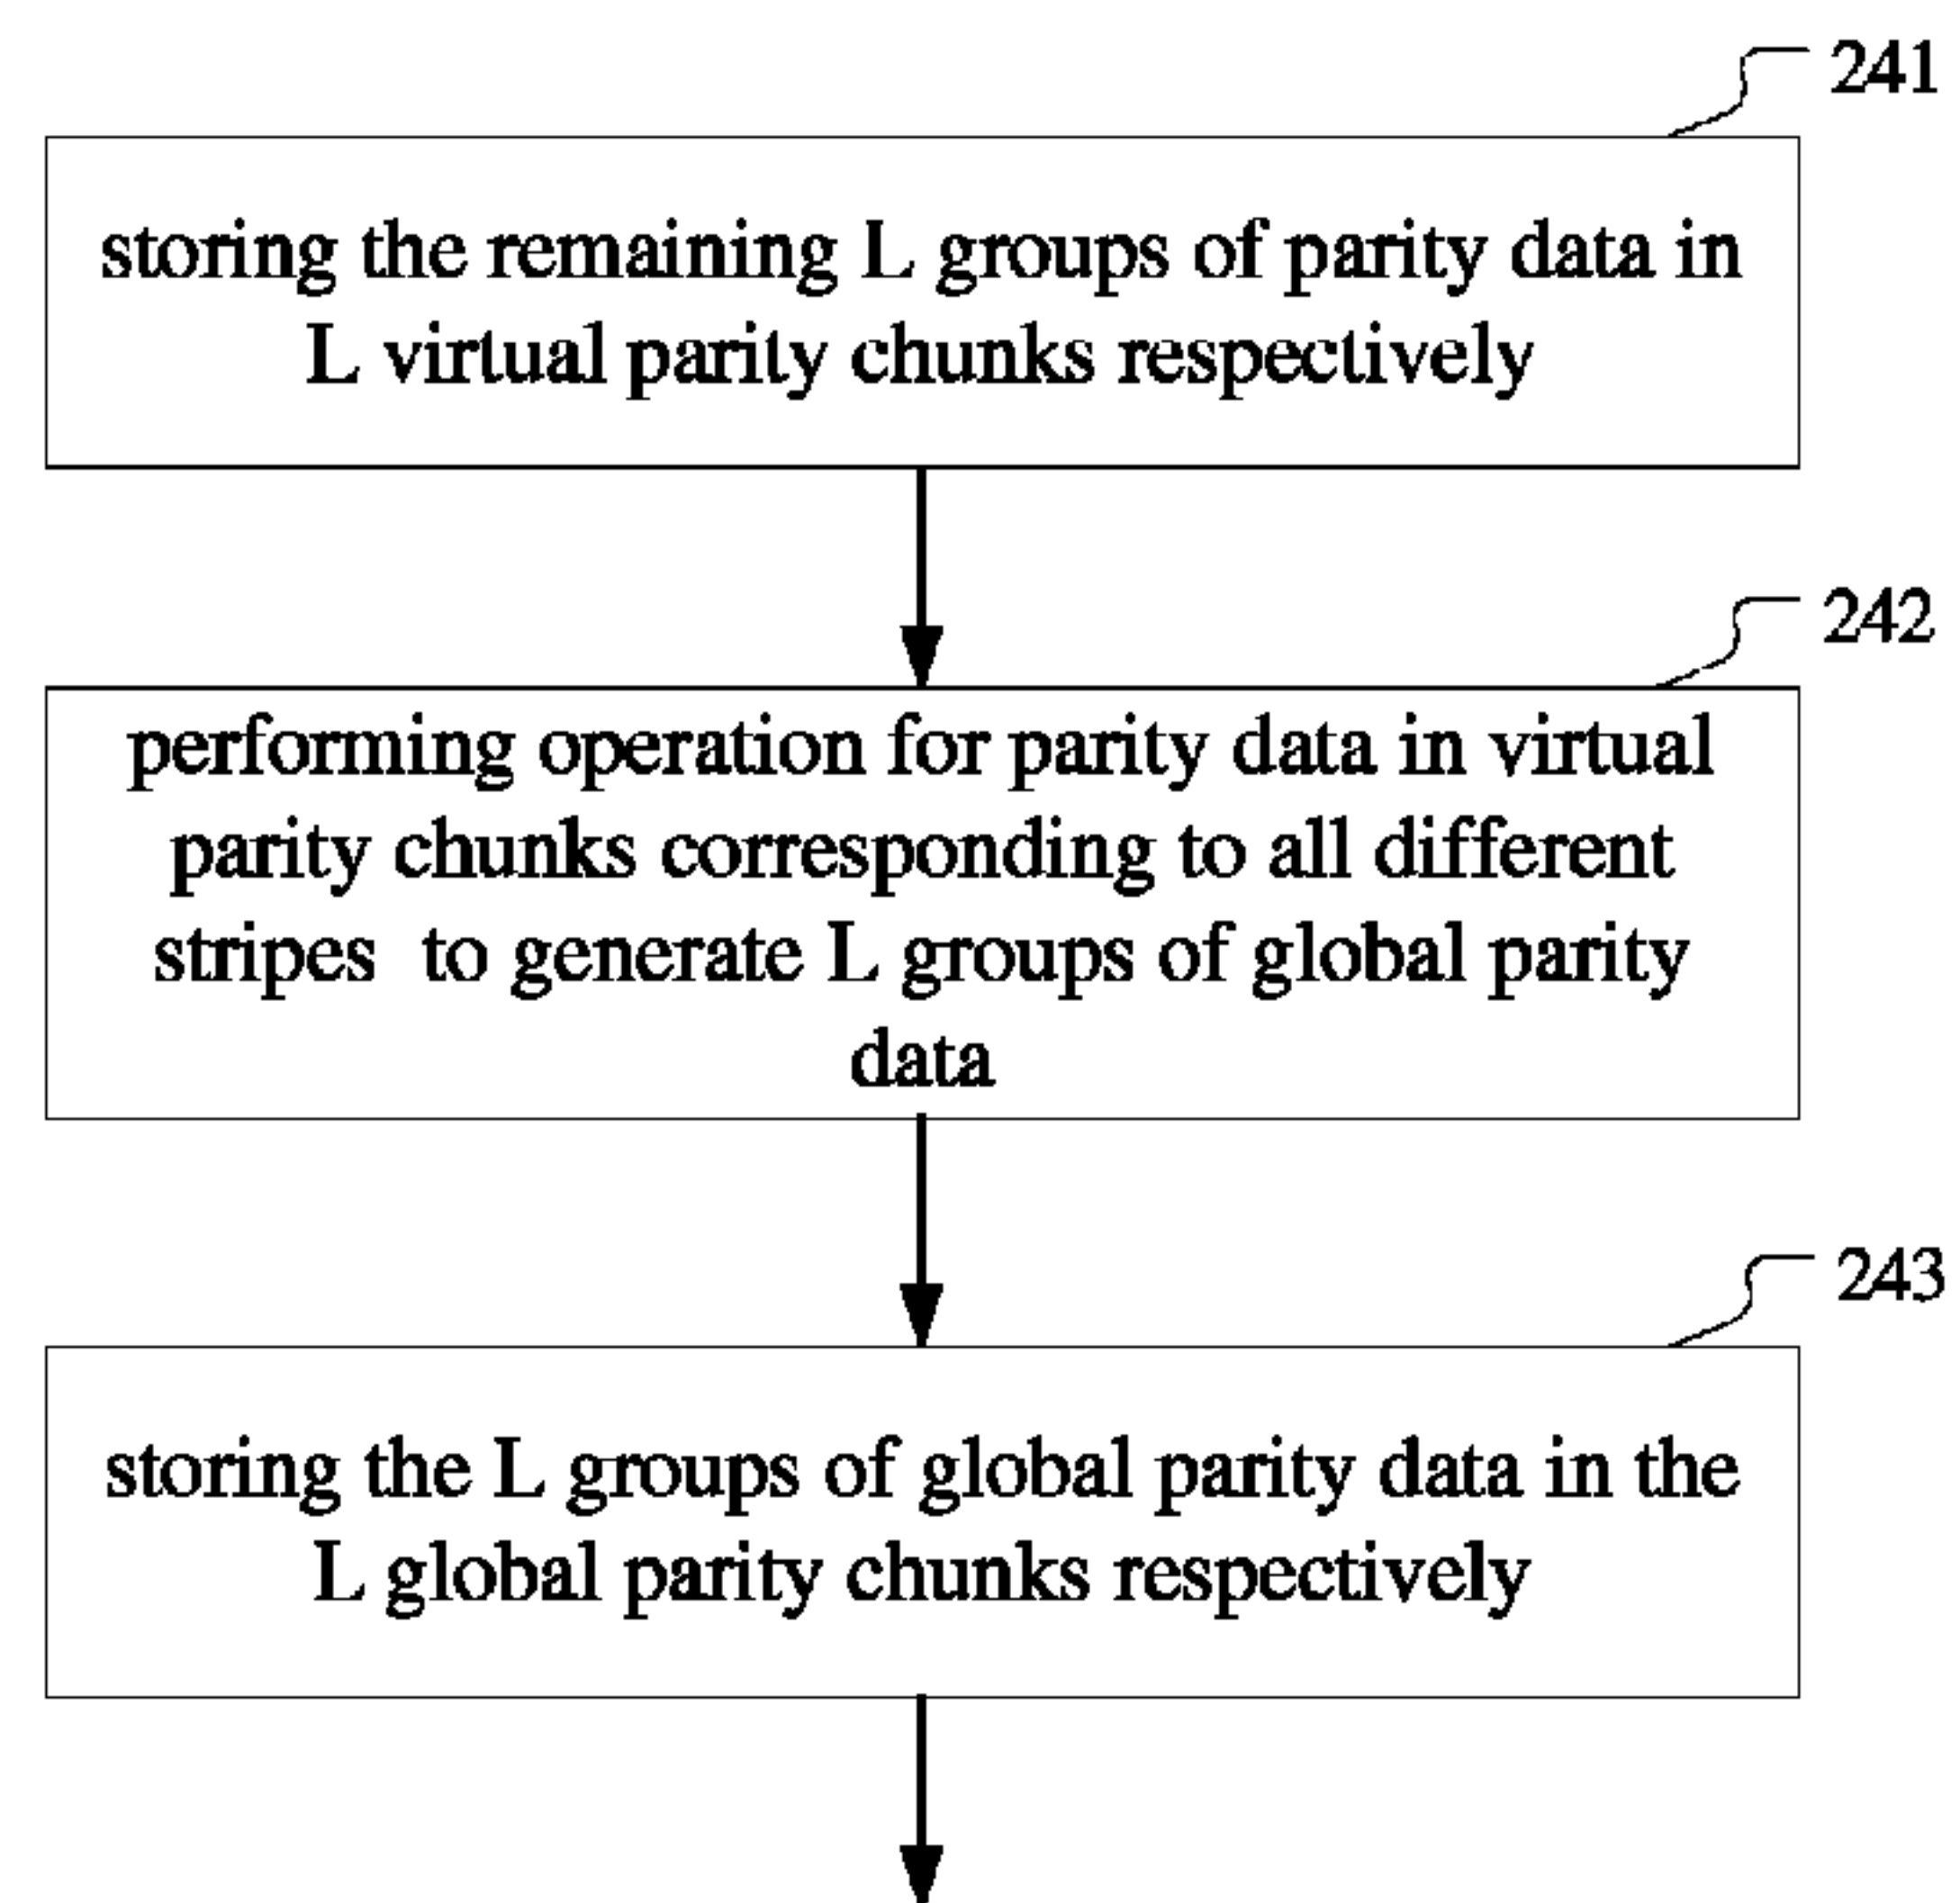 241
storing the remaining L groups of parity data in
L virtual parity chunks respectively
242
performing operation for parity data in virtual
parity chunks corresponding to all different
stripes to generate L groups of global parity
data
243
storing the L groups of global parity data in the
L global parity chunks respectively